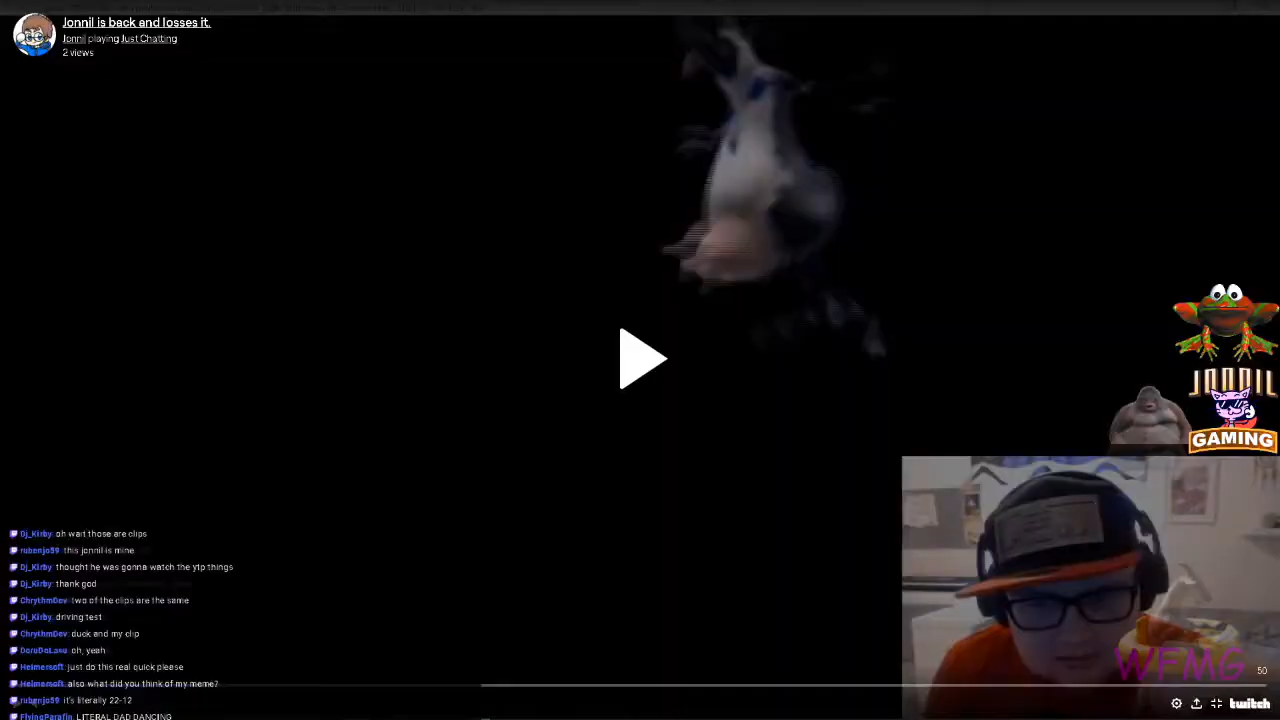 Jonnil is back and losses it.
Jonnil playing Just Chatting
2 views
JONNIL
GAMING
Dj_Kirby: oh wait those are clips
rubenjo59 this jonnil is mine
Dj_Kirby: thought he was gonna watch the ytp things
Dj_Kirby: thank god
ChrythmDev: two of the clips are the same
Dj_Kirby: driving test
ChrythmDev: duck and my clip
oh, yeah
Heimersoft: just do this real quick please
Heimersoft: also what did you think of my meme?
rubenjo59 it's literally 22-12
FlyingParafin: LITERAL DAD DANCING
WFMG
50
twitch